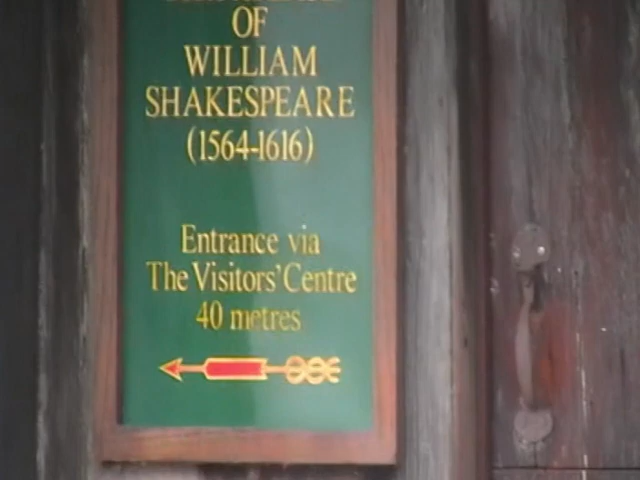 OF
WILLIAM
SHAKESPEARE
(1564-1616)
Entrance via
The Visitors' Centre
40 metres